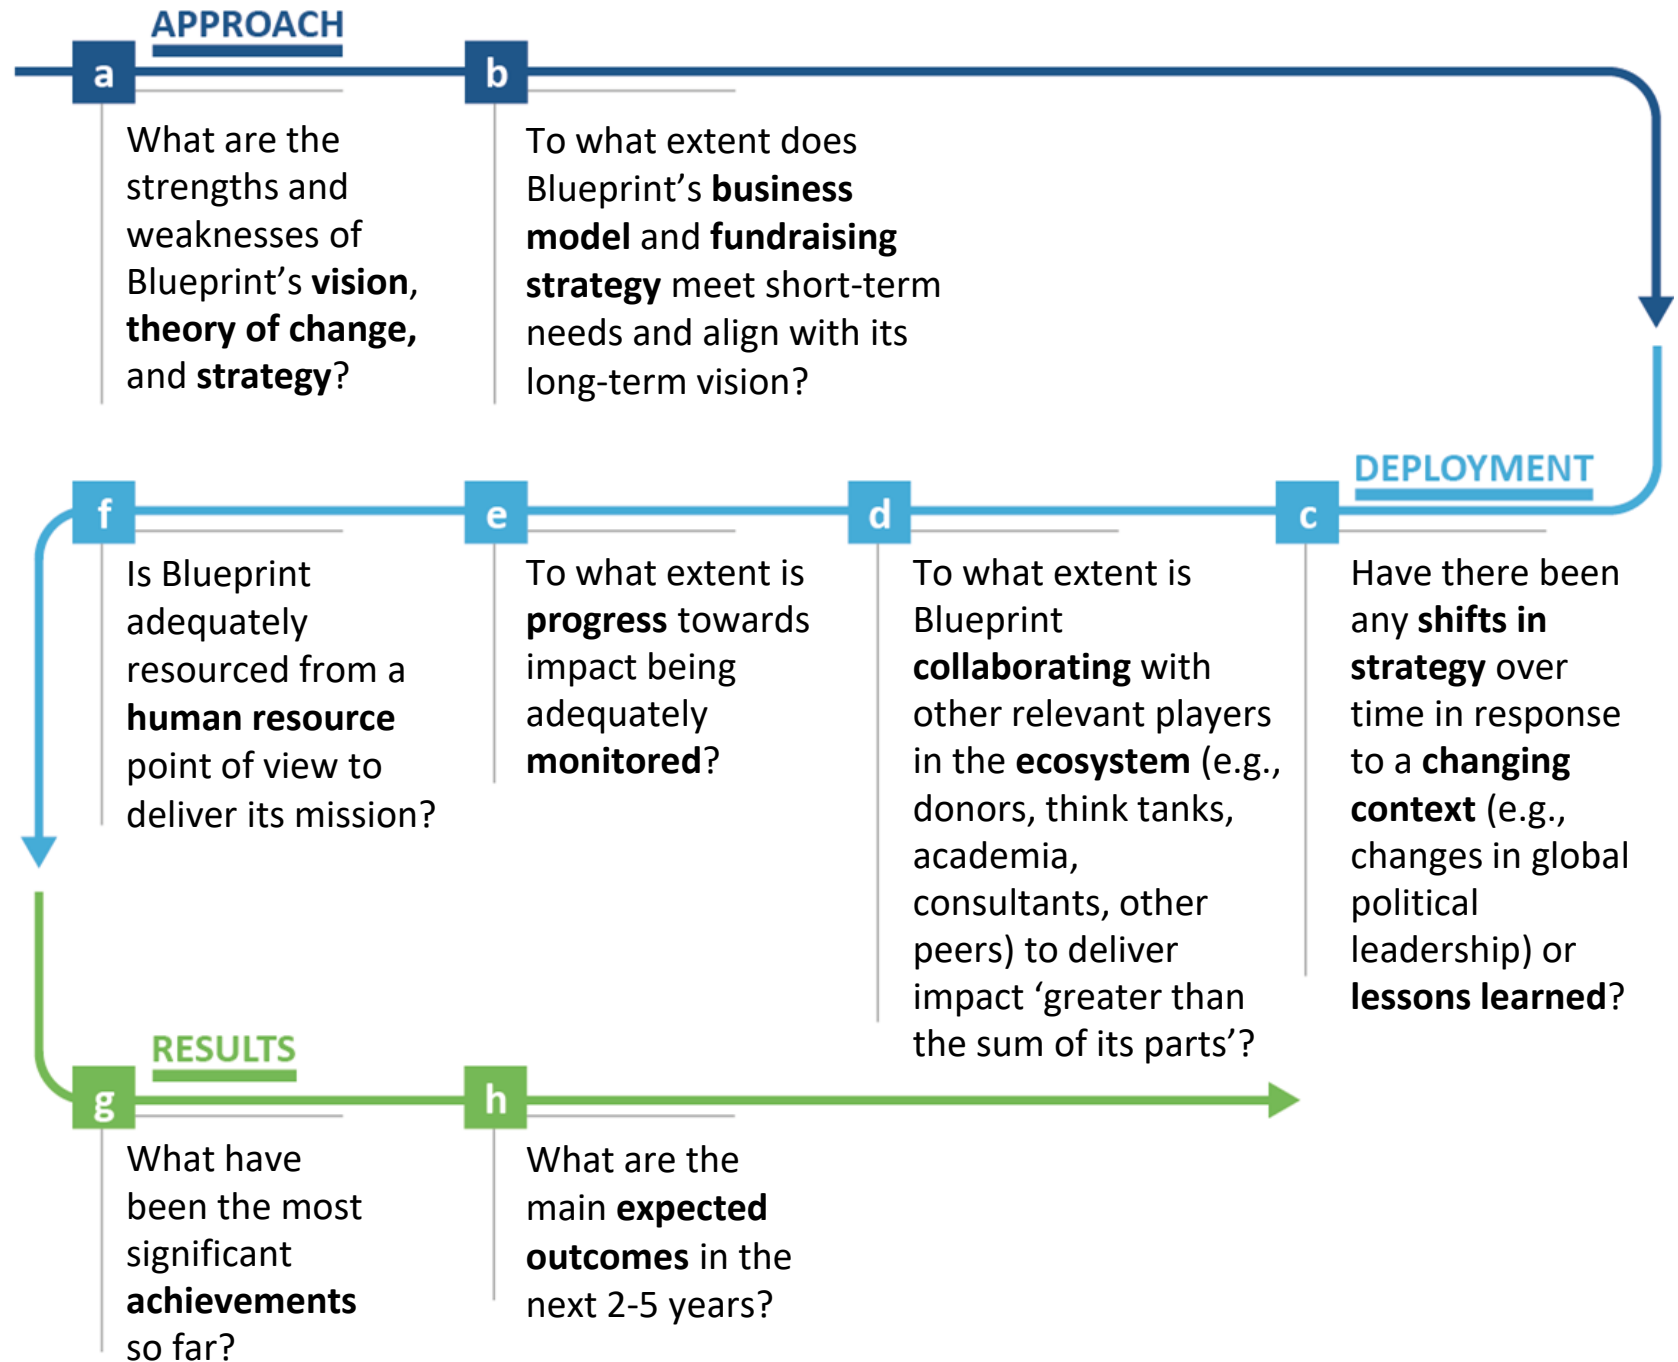 APPROACH
a
What are the
strengths and
weaknesses of
Blueprint’s vision,
theory of change,
and strategy?
b
To what extent does
Blueprint’s business
model and fundraising
strategy meet short-term
needs and align with its
long-term vision?
DEPLOYMENT
c
Have there been
any shifts in
strategy over
time in response
to a changing
context (e.g.,
changes in global
political
leadership) or
lessons learned?
d
To what extent is
Blueprint
collaborating with
other relevant players
in the ecosystem (e.g.,
donors, think tanks,
academia,
consultants, other
peers) to deliver
impact ‘greater than
the sum of its parts’?
e
To what extent is
progress towards
impact being
adequately
monitored?
f
Is Blueprint
adequately
resourced from a
human resource
point of view to
deliver its mission?
RESULTS
g
What have
been the most
significant
achievements
so far?
h
What are the
main expected
outcomes in the
next 2-5 years?